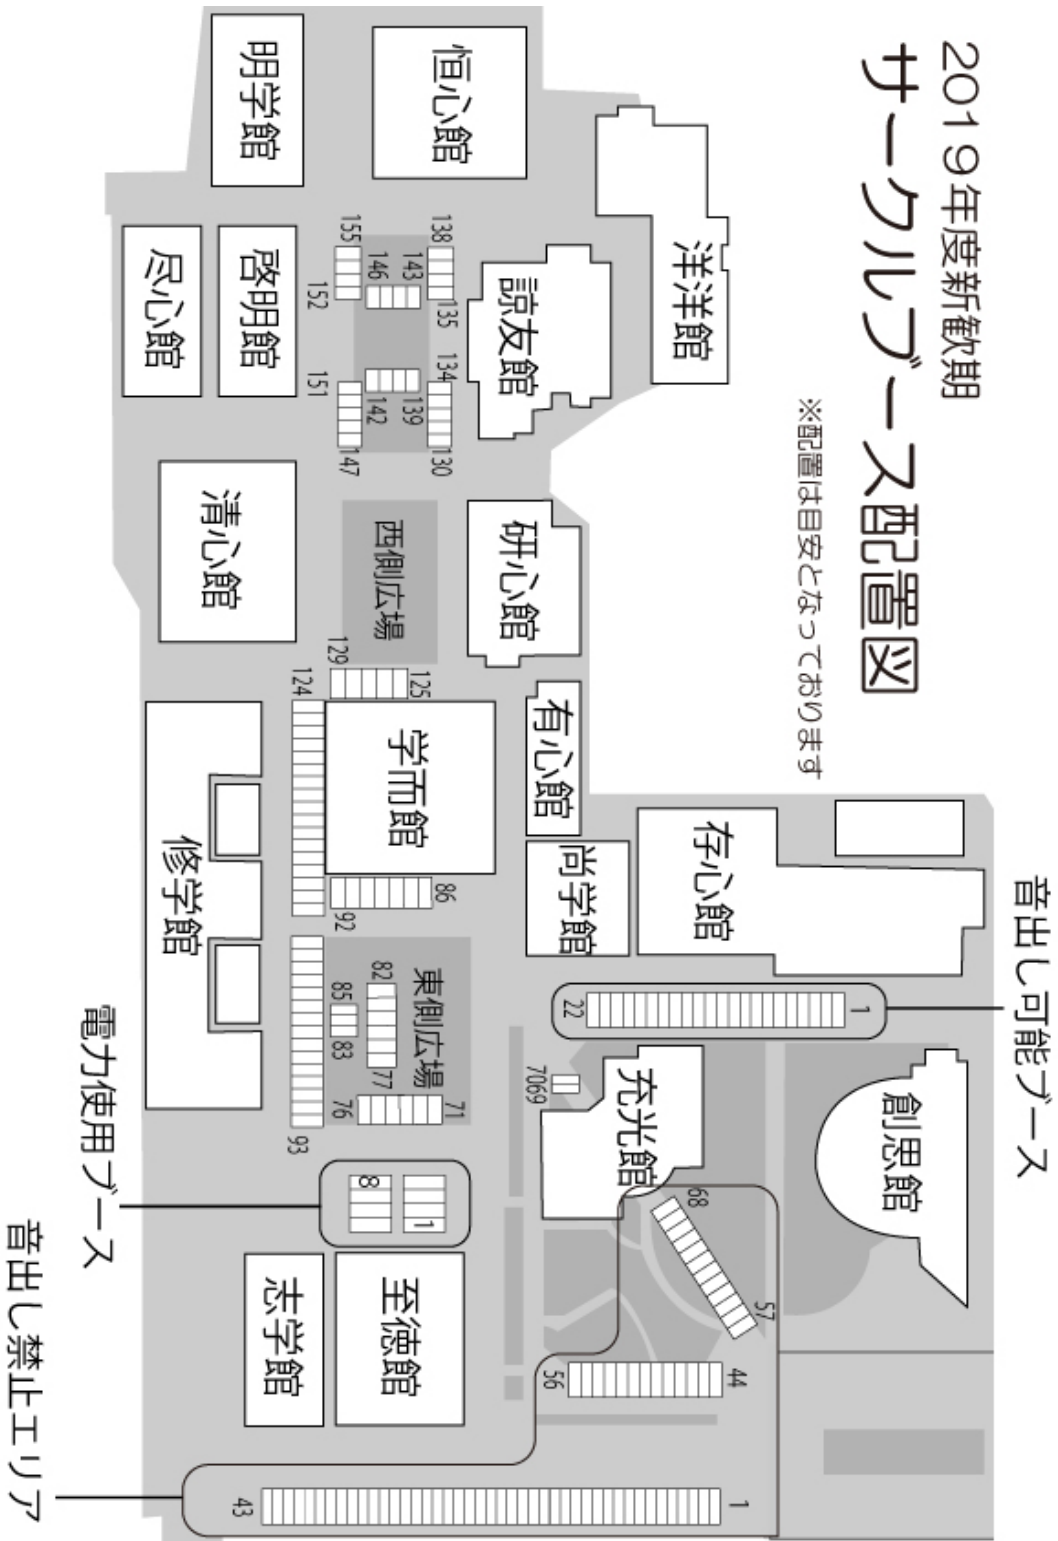 2019年度新歓期
サークルブース配置図
※配置は目安となっております
音出し可能ブース
電力使用ブース
音出し禁止エリア
明学館
恒心館
洋洋館
尽心館
啓明館
諒友館
155
152
146
143
138
135
151
147
142
139
134
130
清心館
西側広場
研心館
129
125
124
学而館
有心館
修学館
92
86
尚学館
存心館
93
85
83
82
77
東側広場
76
71
22
1
7069
充光館
創思館
8
1
68
57
志学館
至徳館
56
44
43
1